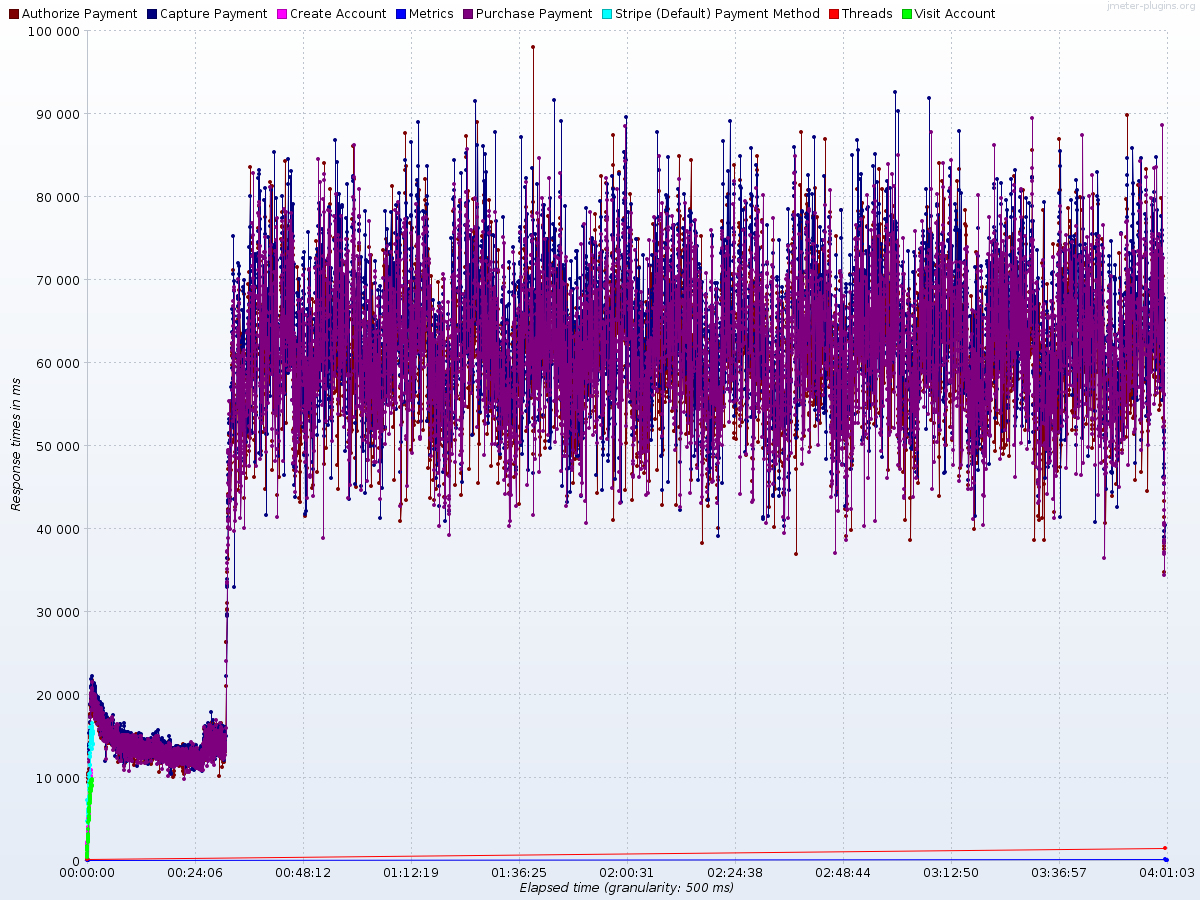 Authorize Payment Capture Payment Create Account Metrics Purchase Payment Stripe (Default) Payment Method Threads Visit Account
jmeter-plugins.org
100 000
90 000
80 000
70 000
60 000
50 000
40 000
30 000
20 000
10 000
0
Response times in ms
00:00:00 00:24:06 00:48:12 01:12:19 01:36:25 02:00:31 02:24:38 02:48:44 03:12:50 03:36:57 04:01:03
Elapsed time (granularity: 500 ms)